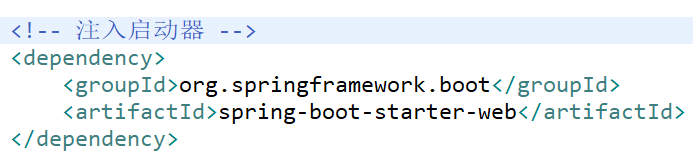 <!-- 注入启动器 -->
<dependency>
    <groupId>org.springframework.boot</groupId>
    <artifactId>spring-boot-starter-web</artifactId>
</dependency>